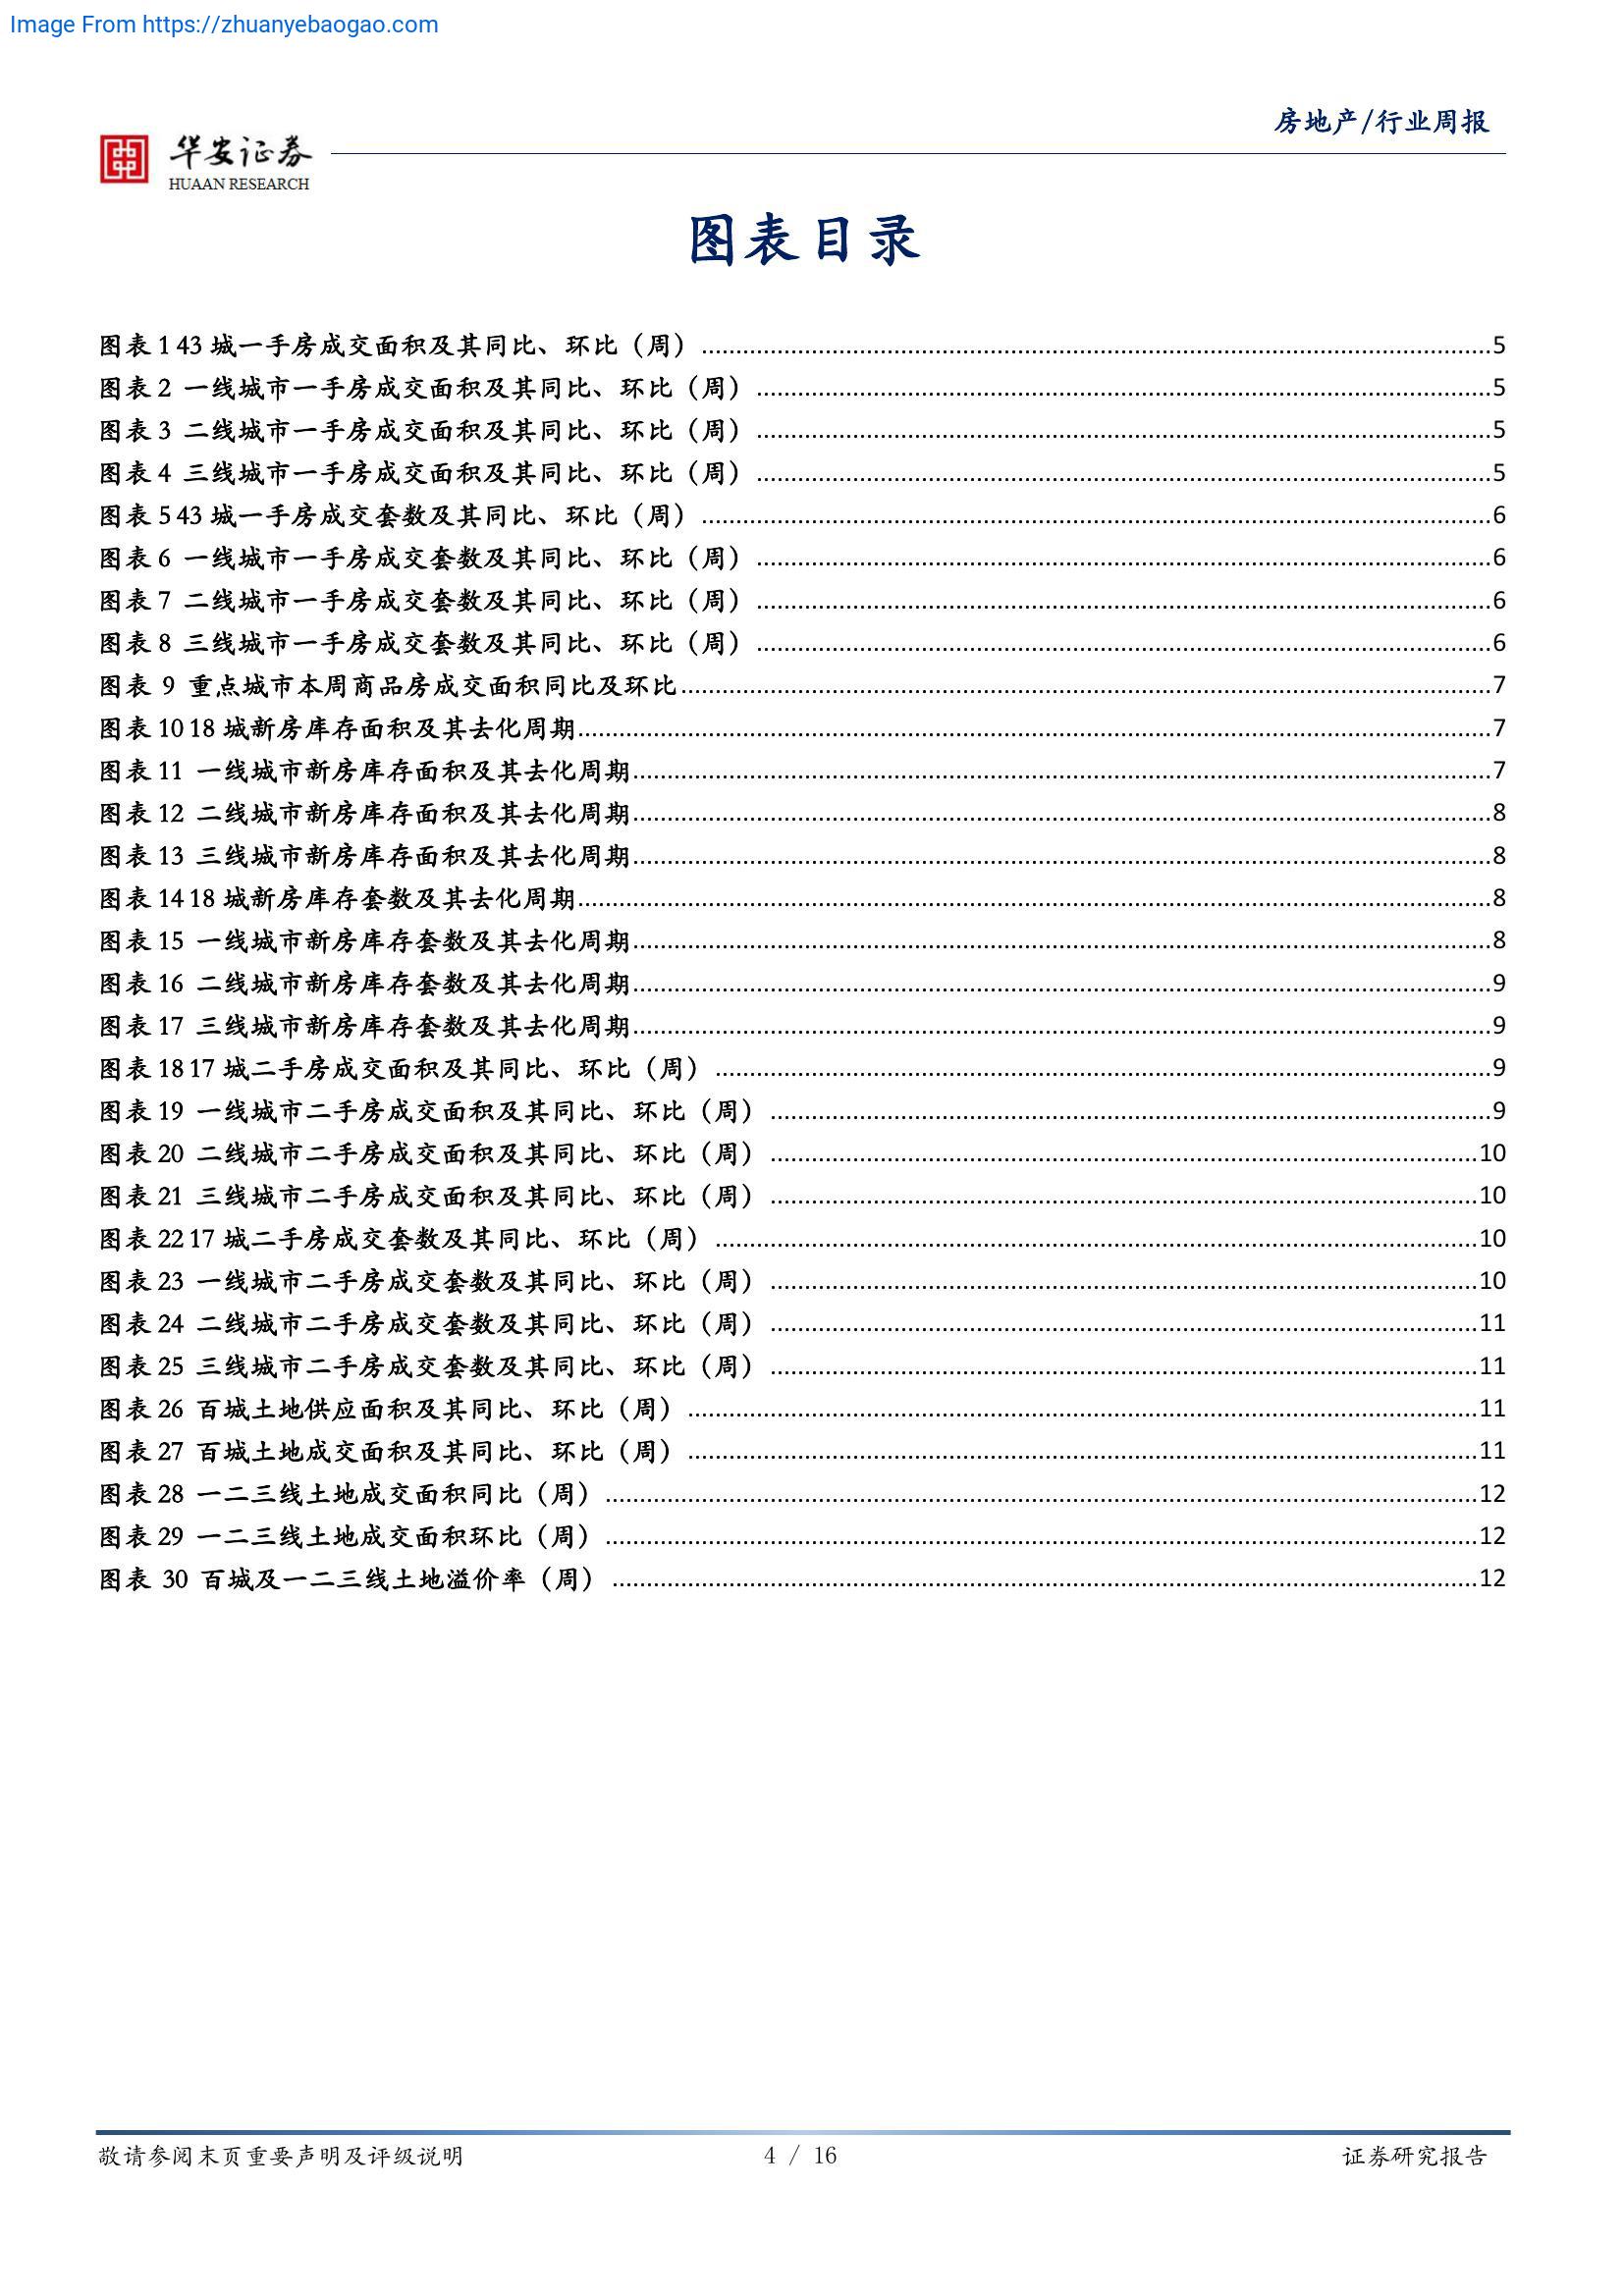 Image From https://zhuanyebaogao.com
房地产/行业周报
华安证券
HUAAN RESEARCH
图表目录
图表 1 43 城一手房成交面积及其同比、环比（周） 5
图表 2 一线城市一手房成交面积及其同比、环比（周） 5
图表 3 二线城市一手房成交面积及其同比、环比（周） 5
图表 4 三线城市一手房成交面积及其同比、环比（周） 5
图表 5 43 城一手房成交套数及其同比、环比（周） 6
图表 6 一线城市一手房成交套数及其同比、环比（周） 6
图表 7 二线城市一手房成交套数及其同比、环比（周） 6
图表 8 三线城市一手房成交套数及其同比、环比（周） 6
图表 9 重点城市本周商品房成交面积同比及环比 7
图表 10 18 城新房库存面积及其去化周期 7
图表 11 一线城市新房库存面积及其去化周期 7
图表 12 二线城市新房库存面积及其去化周期 8
图表 13 三线城市新房库存面积及其去化周期 8
图表 14 18 城新房库存套数及其去化周期 8
图表 15 一线城市新房库存套数及其去化周期 8
图表 16 二线城市新房库存套数及其去化周期 9
图表 17 三线城市新房库存套数及其去化周期 9
图表 18 17 城二手房成交面积及其同比、环比（周） 9
图表 19 一线城市二手房成交面积及其同比、环比（周） 9
图表 20 二线城市二手房成交面积及其同比、环比（周） 10
图表 21 三线城市二手房成交面积及其同比、环比（周） 10
图表 22 17 城二手房成交套数及其同比、环比（周） 10
图表 23 一线城市二手房成交套数及其同比、环比（周） 10
图表 24 二线城市二手房成交套数及其同比、环比（周） 11
图表 25 三线城市二手房成交套数及其同比、环比（周） 11
图表 26 百城土地供应面积及其同比、环比（周） 11
图表 27 百城土地成交面积及其同比、环比（周） 11
图表 28 一二三线土地成交面积同比（周） 12
图表 29 一二三线土地成交面积环比（周） 12
图表 30 百城及一二三线土地溢价率（周） 12
敬请参阅末页重要声明及评级说明 4 / 16 证券研究报告